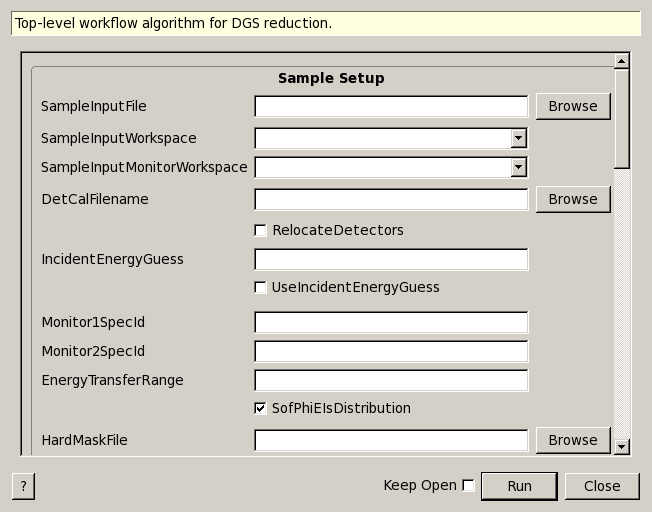 Top-level workflow algorithm for DGS reduction.
Sample Setup
SampleInputFile Browse
SampleInputWorkspace
SampleInputMonitorWorkspace
DetCalFilename Browse
RelocateDetectors
IncidentEnergyGuess
UseIncidentEnergyGuess
Monitor1SpecId
Monitor2SpecId
EnergyTransferRange
SofPhiEIsDistribution
HardMaskFile Browse
? Keep Open Run Close